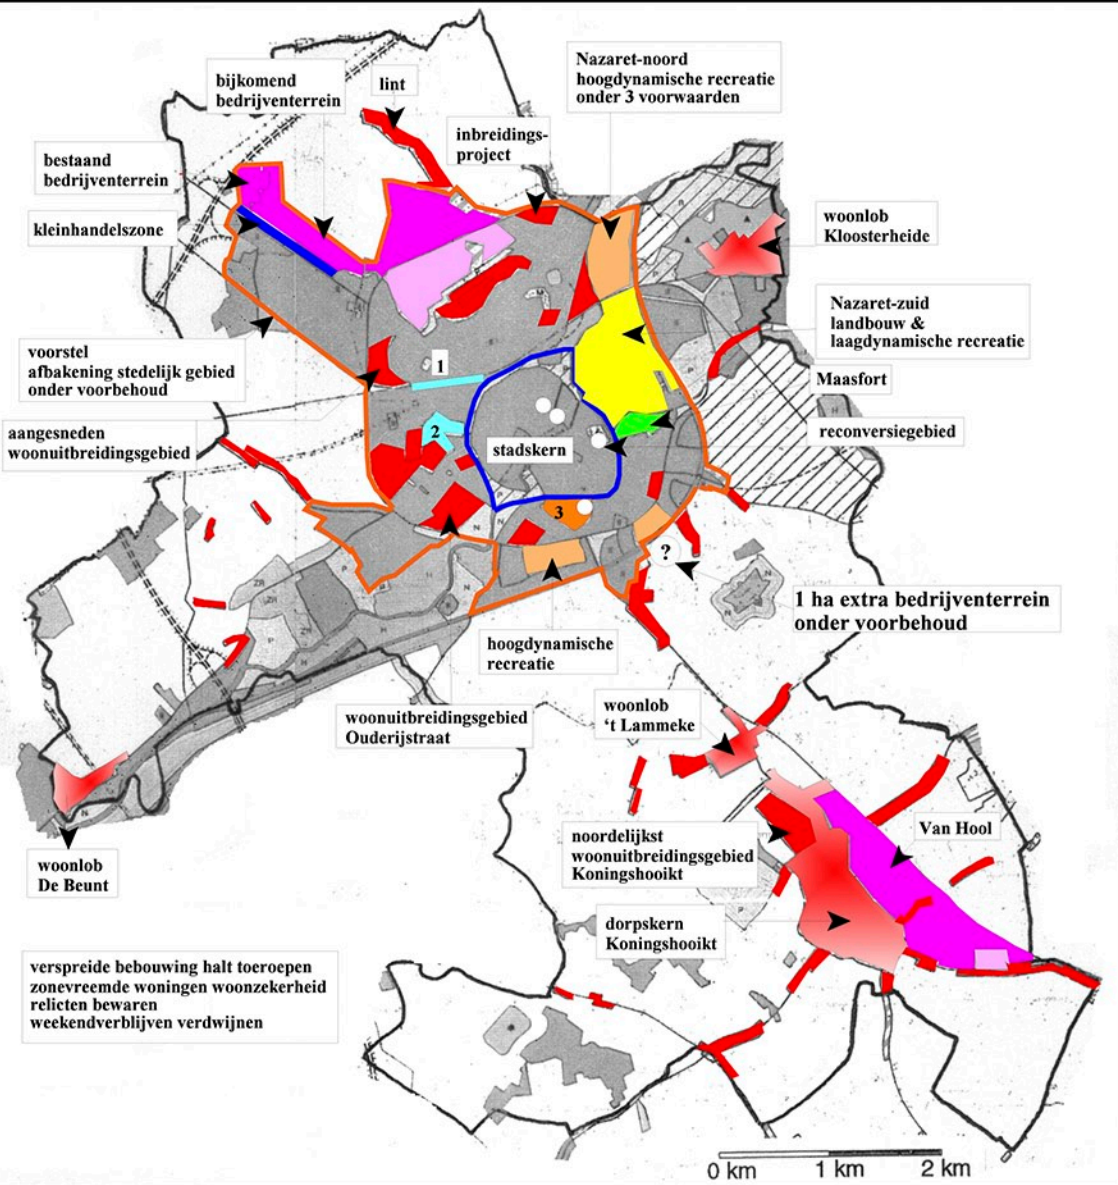 Nazaret-noord
hoogdynamische recreatie
onder 3 voorwaarden
bijkomend
bedrijventerrein
lint
inbreidings-
project
bestaand
bedrijventerrein
kleinhandelszone
woonlob
Kloosterheide
Nazaret-zuid
landbouw &
laagdynamische recreatie
voorstel
afbakening stedelijk gebied
onder voorbehoud
1
Maasfort
aangesneden
woonuitbreidingsgebied
2
stadskern
reconversiegebied
3
?
1 ha extra bedrijventerrein
onder voorbehoud
hoogdynamische
recreatie
woonuitbreidingsgebied
Ouderijstraat
woonlob
‘t Lammeke
Van Hool
noordelijkst
woonuitbreidingsgebied
Koningshooikt
woonlob
De Beunt
dorpskern
Koningshooikt
verspreide bebouwing halt toeroepen
zonevreemde woningen woonzekerheid
relicten bewaren
weekendverblijven verdwijnen
0 km 1 km 2 km